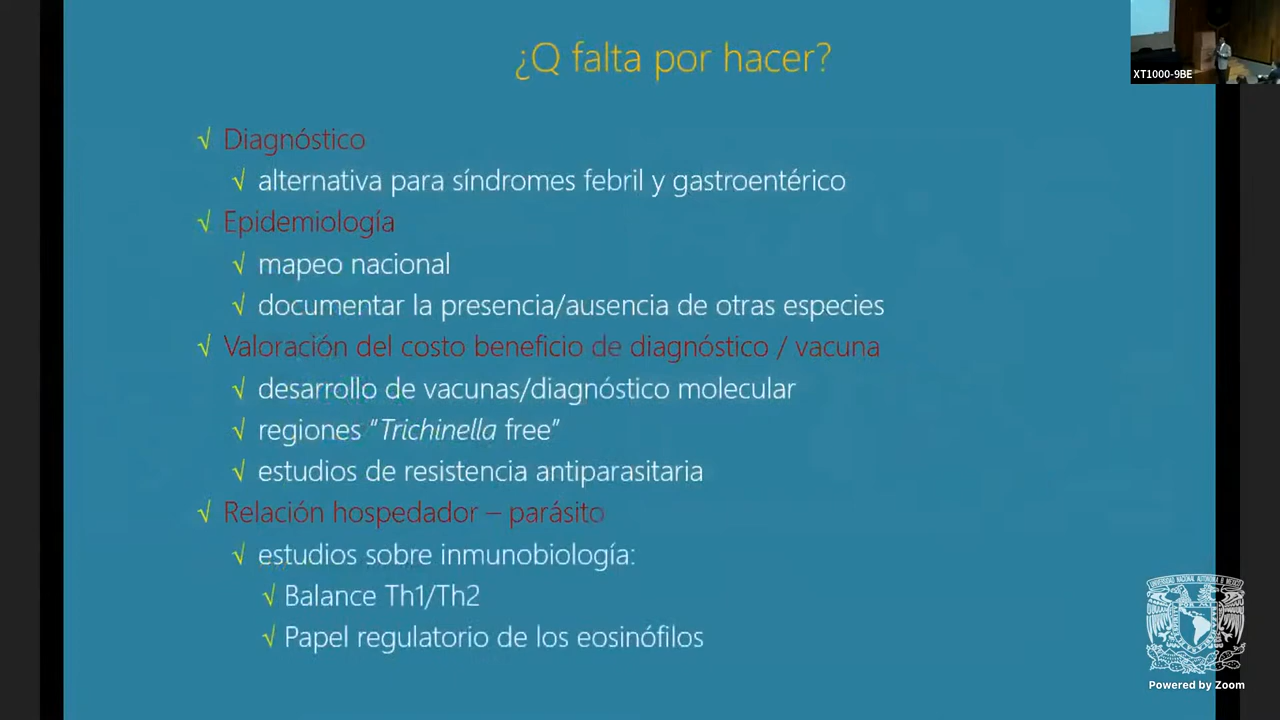 ¿Q falta por hacer?
XT1000-9BE
√ Diagnóstico
√ alternativa para síndromes febril y gastroentérico
√ Epidemiología
√ mapeo nacional
√ documentar la presencia/ausencia de otras especies
√ Valoración del costo beneficio de diagnóstico / vacuna
√ desarrollo de vacunas/diagnóstico molecular
√ regiones “Trichinella free”
√ estudios de resistencia antiparasitaria
√ Relación hospedador – parásito
√ estudios sobre inmunobiología:
√ Balance Th1/Th2
√ Papel regulatorio de los eosinófilos
Powered by Zoom